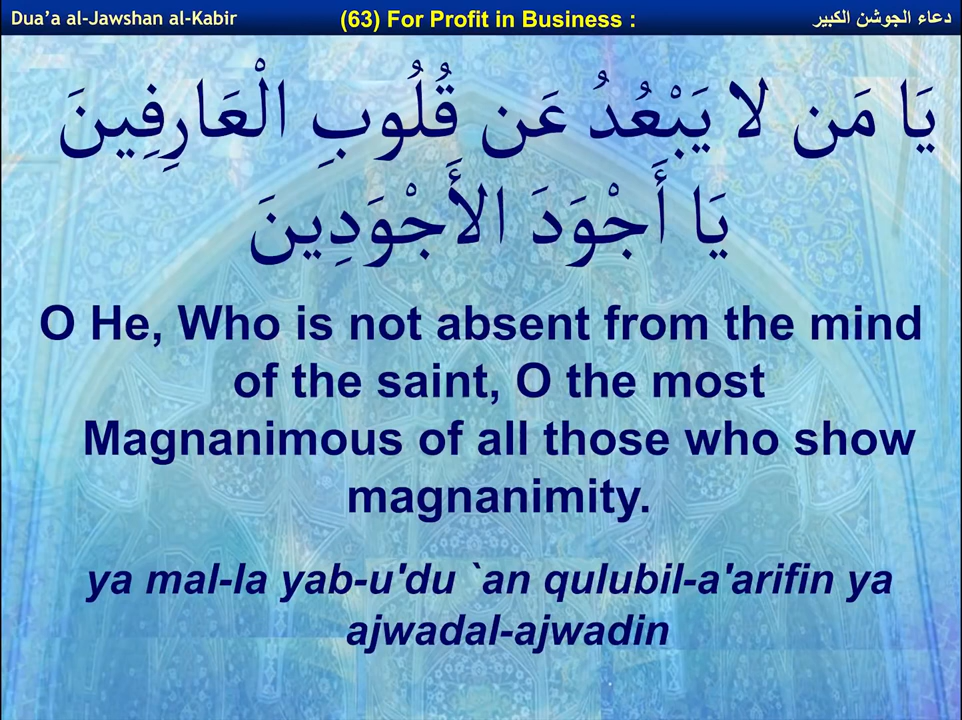 Dua’a al-Jawshan al-Kabir (63) For Profit in Business : دعاء الجوشن الكبير
يَا مَن لا يَبْعُدُ عَن قُلُوبِ الْعَارِفِينَ
يَا أَجْوَدَ الأَجْوَدِينَ
O He, Who is not absent from the mind
of the saint, O the most
Magnanimous of all those who show
magnanimity.
ya mal-la yab-u'du `an qulubil-a'arifin ya
ajwadal-ajwadin